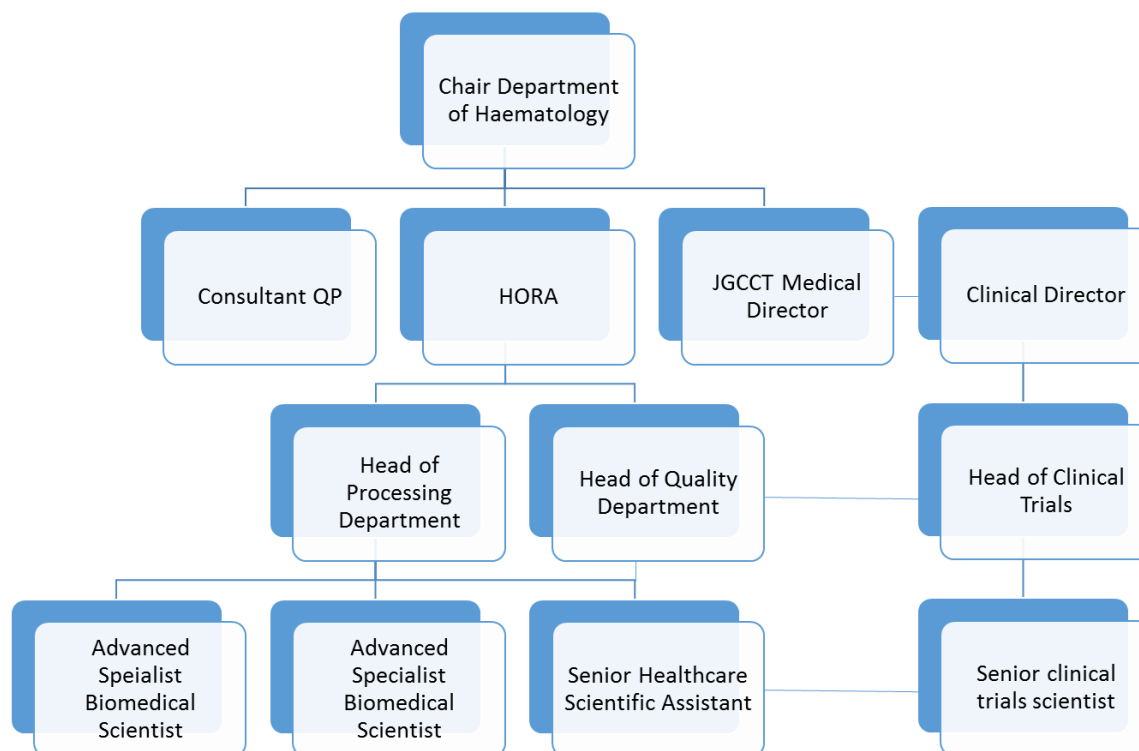 Chair Department
of Haematology
Consultant QP
HORA
JGCCT Medical
Director
Clinical Director
Head of
Processing
Department
Head of Quality
Department
Head of Clinical
Trials
Advanced
Speialist
Biomedical
Scientist
Advanced
Specialist
Biomedical
Scientist
Senior Healthcare
Scientific Assistant
Senior clinical
trials scientist